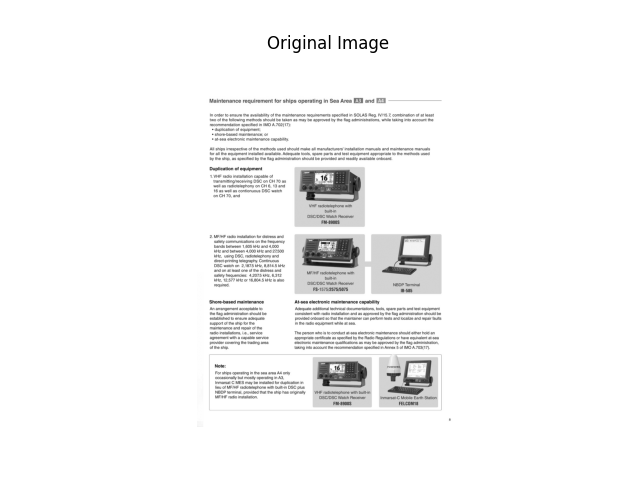 Original Image
Maintenance requirement for ships operating in Sea Area A3 and A4
In order to ensure the availability of the maintenance requirements specified in SOLAS Reg. IV/15.7, combination of at least
two of the following methods should be taken as may be approved by the flag administrations, while taking into account the
recommendation specified in IMO A.702(17):
• duplication of equipment;
• shore-based maintenance; or
• at-sea electronic maintenance capability.
All ships irrespective of the methods used should make all manufacturers' installation manuals and maintenance manuals
for all the equipment installed available. Adequate tools, spare parts and test equipment appropriate to the methods used
by the ship, as specified by the flag administration should be provided and readily available onboard.
Duplication of equipment
1. VHF radio installation capable of
transmitting/receiving DSC on CH 70 as
well as radiotelephony on CH 6, 13 and
16 as well as continuous DSC watch
on CH 70, and
VHF radiotelephone with
built-in
DSC/DSC Watch Receiver
FM-8900S
2. MF/HF radio installation for distress and
safety communications on the frequency
bands between 1,605 kHz and 4,000
kHz and between 4,000 kHz and 27,500
kHz, using DSC, radiotelephony and
direct-printing telegraphy. Continuous
DSC watch on 2,187.5 kHz, 8,414.5 kHz
and on at least one of the distress and
safety frequencies 4,207.5 kHz, 6,312
kHz, 12,577 kHz or 16,804.5 kHz is also
required.
MF/HF radiotelephone with
built-in
DSC/DSC Watch Receiver
FS-1575/2575/5075
NBDP Terminal
IB-585
Shore-based maintenance
An arrangement acceptable to
the flag administration should be
established to ensure adequate
support of the ship for the
maintenance and repair of the
radio installations, i.e., service
agreement with a capable service
provider covering the trading area
of the ship.
At-sea electronic maintenance capability
Adequate additional technical documentations, tools, spare parts and test equipment
consistent with radio installation and as approved by the flag administration should be
provided onboard so that the maintainer can perform tests and localize and repair faults
in the radio equipment while at sea.
The person who is to conduct at-sea electronic maintenance should either hold an
appropriate certificate as specified by the Radio Regulations or have equivalent at-sea
electronic maintenance qualifications as may be approved by the flag administration,
taking into account the recommendation specified in Annex 5 of IMO A.702(17).
Note:
For ships operating in the sea area A4 only
occasionally but mostly operating in A3,
Inmarsat-C MES may be installed for duplication in
lieu of MF/HF radiotelephone with built-in DSC plus
NBDP terminal, provided that the ship has originally
MF/HF radio installation.
VHF radiotelephone with built-in
DSC/DSC Watch Receiver
FM-8900S
Inmarsat-C Mobile Earth Station
FELCOM18